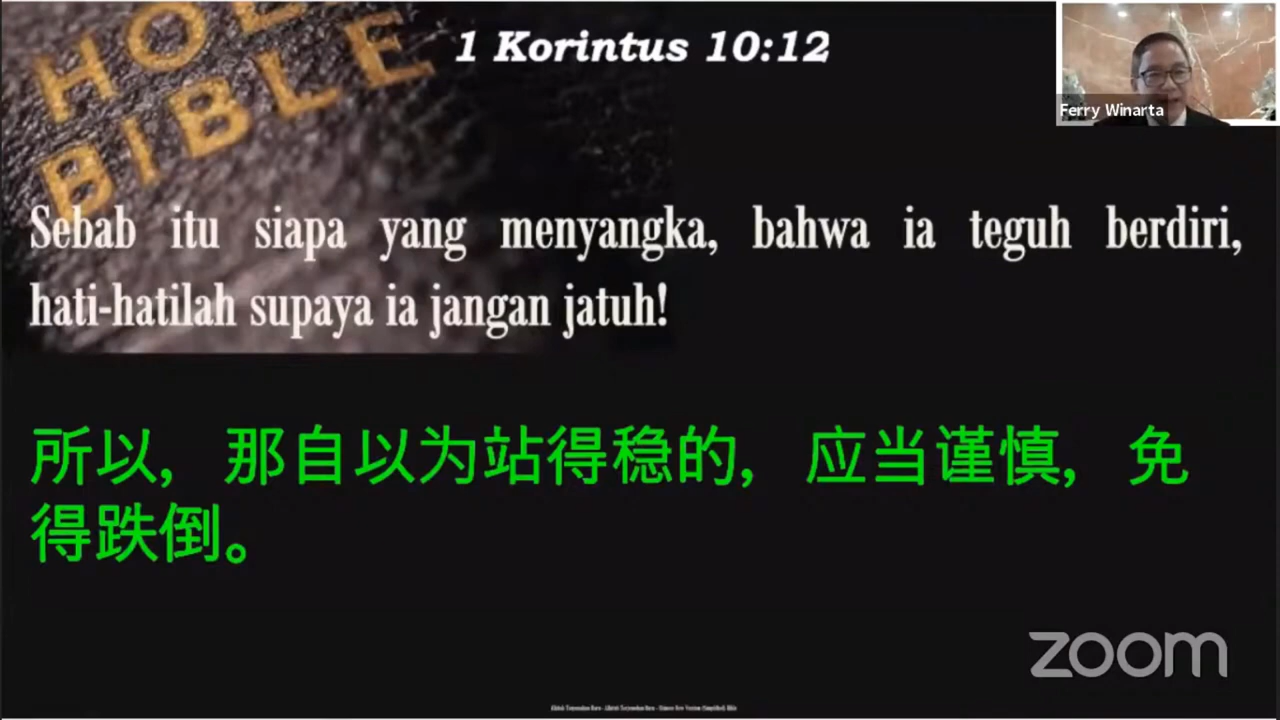 HOL
BIBLE
1 Korintus 10:12
Ferry Winarta
Sebab itu siapa yang menyangka, bahwa ia teguh berdiri,
hati-hatilah supaya ia jangan jatuh!
所以, 那自以为站得稳的, 应当谨慎, 免
得跌倒。
zoom